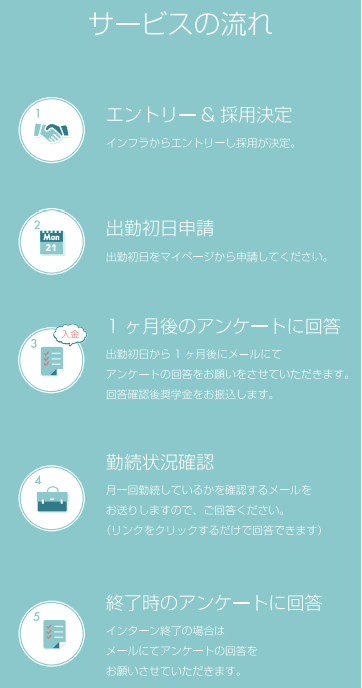 サービスの流れ
1
エントリー & 採用決定
インフラからエントリーし採用が決定。
2
Mon
21
出勤初日申請
出勤初日をマイページから申請してください。
3
入金
1ヶ月後のアンケートに回答
出勤初日から1ヶ月後にメールにて
アンケートの回答をお願いをさせていただきます。
回答確認後奨学金をお振込します。
4
勤続状況確認
月一回勤続しているかを確認するメールを
お送りしますので、ご回答ください。
（リンクをクリックするだけで回答できます）
5
終了時のアンケートに回答
インターン終了の場合は
メールにてアンケートの回答を
お願いさせていただきます。